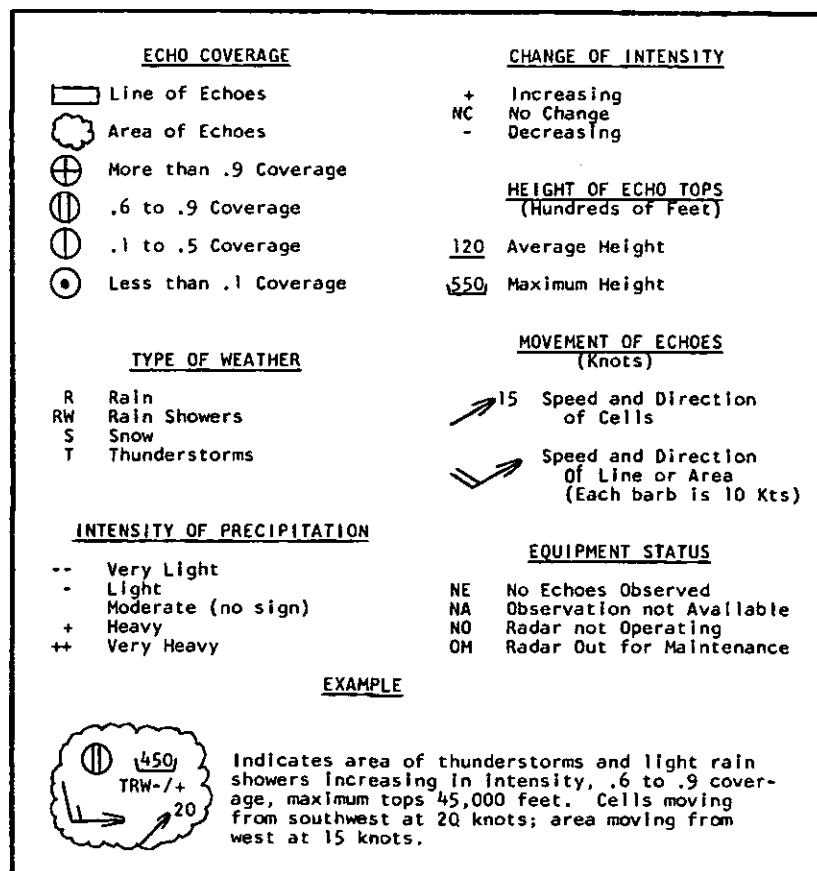 ECHO COVERAGE
Line of Echoes
Area of Echoes
More than .9 Coverage
.6 to .9 Coverage
.1 to .5 Coverage
Less than .1 Coverage
TYPE OF WEATHER
R Rain
RW Rain Showers
S Snow
T Thunderstorms
INTENSITY OF PRECIPITATION
-- Very Light
- Light
Moderate (no sign)
+ Heavy
++ Very Heavy
CHANGE OF INTENSITY
+ Increasing
NC No Change
- Decreasing
HEIGHT OF ECHO TOPS
(Hundreds of Feet)
120 Average Height
550 Maximum Height
MOVEMENT OF ECHOES
(Knots)
15 Speed and Direction
of Cells
Speed and Direction
Of Line or Area
(Each barb is 10 Kts)
EQUIPMENT STATUS
NE No Echoes Observed
NA Observation not Available
NO Radar not Operating
OM Radar Out for Maintenance
EXAMPLE
450
TRW-/+
20
Indicates area of thunderstorms and light rain
showers increasing in intensity, .6 to .9 cover-
age, maximum tops 45,000 feet. Cells moving
from southwest at 20 knots; area moving from
west at 15 knots.